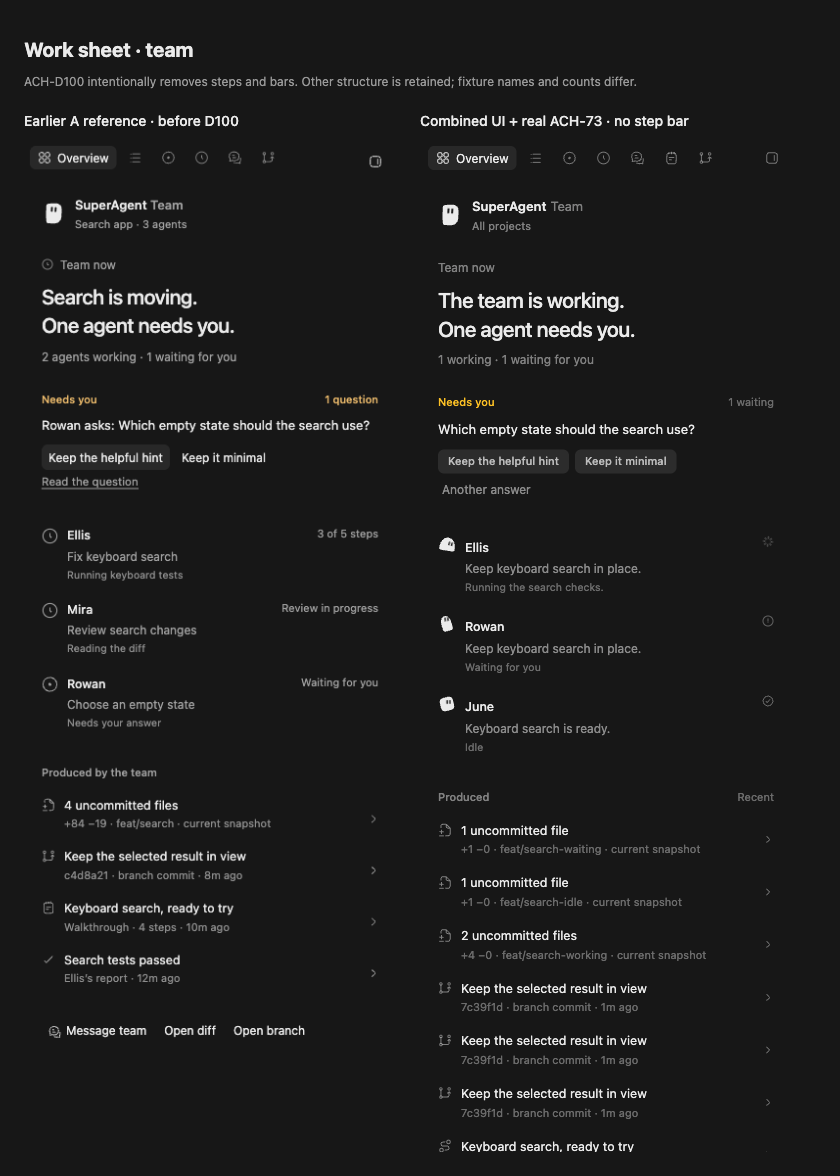 Work sheet · team
ACH-D100 intentionally removes steps and bars. Other structure is retained; fixture names and counts differ.
Earlier A reference · before D100
Overview
SuperAgent Team
Search app · 3 agents
Team now
Search is moving.
One agent needs you.
2 agents working · 1 waiting for you
Needs you
1 question
Rowan asks: Which empty state should the search use?
Keep the helpful hint
Keep it minimal
Read the question
Ellis
3 of 5 steps
Fix keyboard search
Running keyboard tests
Mira
Review in progress
Review search changes
Reading the diff
Rowan
Waiting for you
Choose an empty state
Needs your answer
Produced by the team
4 uncommitted files
+84 −19 · feat/search · current snapshot
Keep the selected result in view
c4d8a21 · branch commit · 8m ago
Keyboard search, ready to try
Walkthrough · 4 steps · 10m ago
Search tests passed
Ellis's report · 12m ago
Message team
Open diff
Open branch
Combined UI + real ACH-73 · no step bar
Overview
SuperAgent Team
All projects
Team now
The team is working.
One agent needs you.
1 working · 1 waiting for you
Needs you
1 waiting
Which empty state should the search use?
Keep the helpful hint
Keep it minimal
Another answer
Ellis
Keep keyboard search in place.
Running the search checks.
Rowan
Keep keyboard search in place.
Waiting for you
June
Keyboard search is ready.
Idle
Produced
Recent
1 uncommitted file
+1 −0 · feat/search-waiting · current snapshot
1 uncommitted file
+1 −0 · feat/search-idle · current snapshot
2 uncommitted files
+4 −0 · feat/search-working · current snapshot
Keep the selected result in view
7c39f1d · branch commit · 1m ago
Keep the selected result in view
7c39f1d · branch commit · 1m ago
Keep the selected result in view
7c39f1d · branch commit · 1m ago
Keyboard search, ready to try